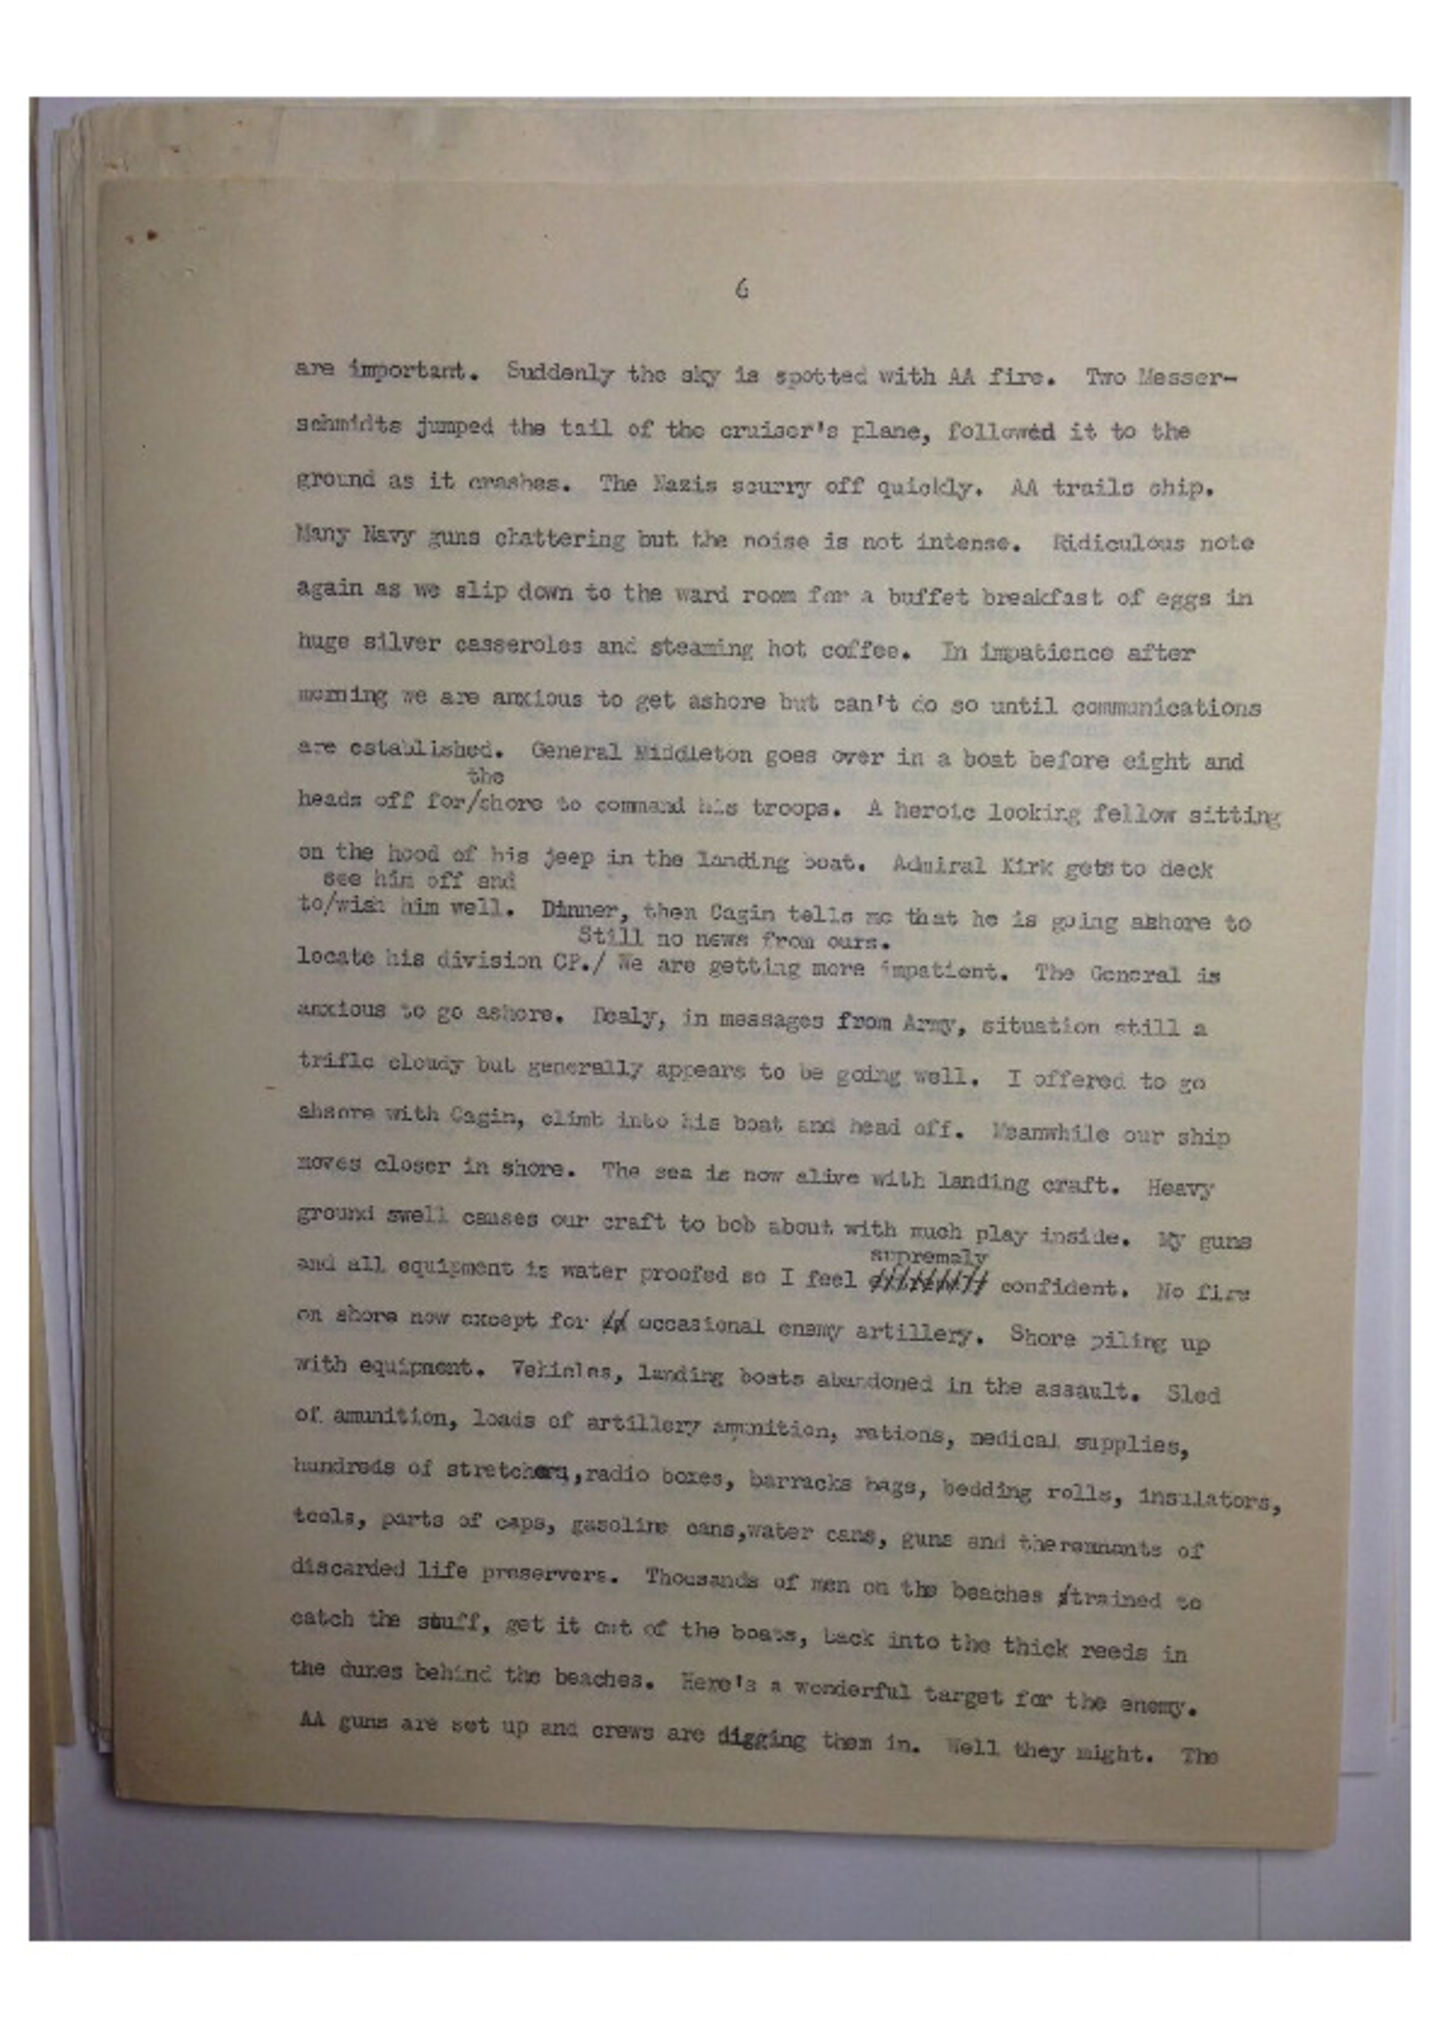 6
are important. Suddenly the sky is spotted with AA fire. Two Messer-
schmidts jumped the tail of the cruiser's plane, followed it to the
ground as it crashes. The Nazis scurry off quickly. AA trails ship.
Many Navy guns chattering but the noise is not intense. Ridiculous note
again as we slip down to the ward room for a buffet breakfast of eggs in
huge silver casseroles and steaming hot coffee. In impatience after
morning we are anxious to get ashore but can't do so until communications
are established. General Middleton goes over in a boat before eight and
the
heads off for/shore to command his troops. A heroic looking fellow sitting
on the hood of his jeep in the landing boat. Admiral Kirk gets to deck
see him off and
to/wish him well. Dinner, then Cagin tells me that he is going ashore to
Still no news from ours.
locate his division CP./ We are getting more impatient. The General is
anxious to go ashore. Dealy, in messages from Army, situation still a
trifle cloudy but generally appears to be going well. I offered to go
ahsore with Cagin, climb into his boat and head off. Meanwhile our ship
moves closer in shore. The sea is now alive with landing craft. Heavy
ground swell causes our craft to bob about with much play inside. My guns
supremaly
and all equipment is water proofed so I feel confident. No fire
on shore now except for occasional enemy artillery. Shore piling up
with equipment. Vehicles, landing boats abandoned in the assault. Sled
of amunition, loads of artillery amunition, rations, medical supplies,
hundreds of stretchers, radio boxes, barracks bags, bedding rolls, insulators,
tools, parts of caps, gasoline cans,water cans, guns and theremnants of
discarded life preservers. Thousands of men on the beaches trained to
catch the stuff, get it out of the boats, back into the thick reeds in
the dunes behind the beaches. Here's a wonderful target for the enemy.
AA guns are set up and crews are digging them in. Well they might. The